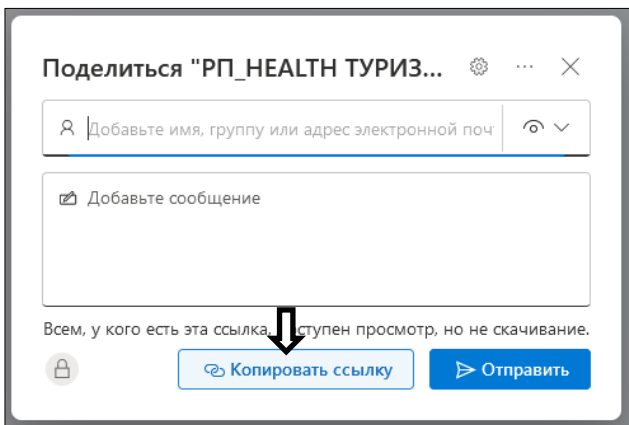 Поделиться "РП_HEALTH ТУРИЗ...
Добавьте имя, группу или адрес электронной
Добавьте сообщение
Всем, у кого есть эта ссылка, доступен просмотр, но не скачивание.
Копировать ссылку
Отправить